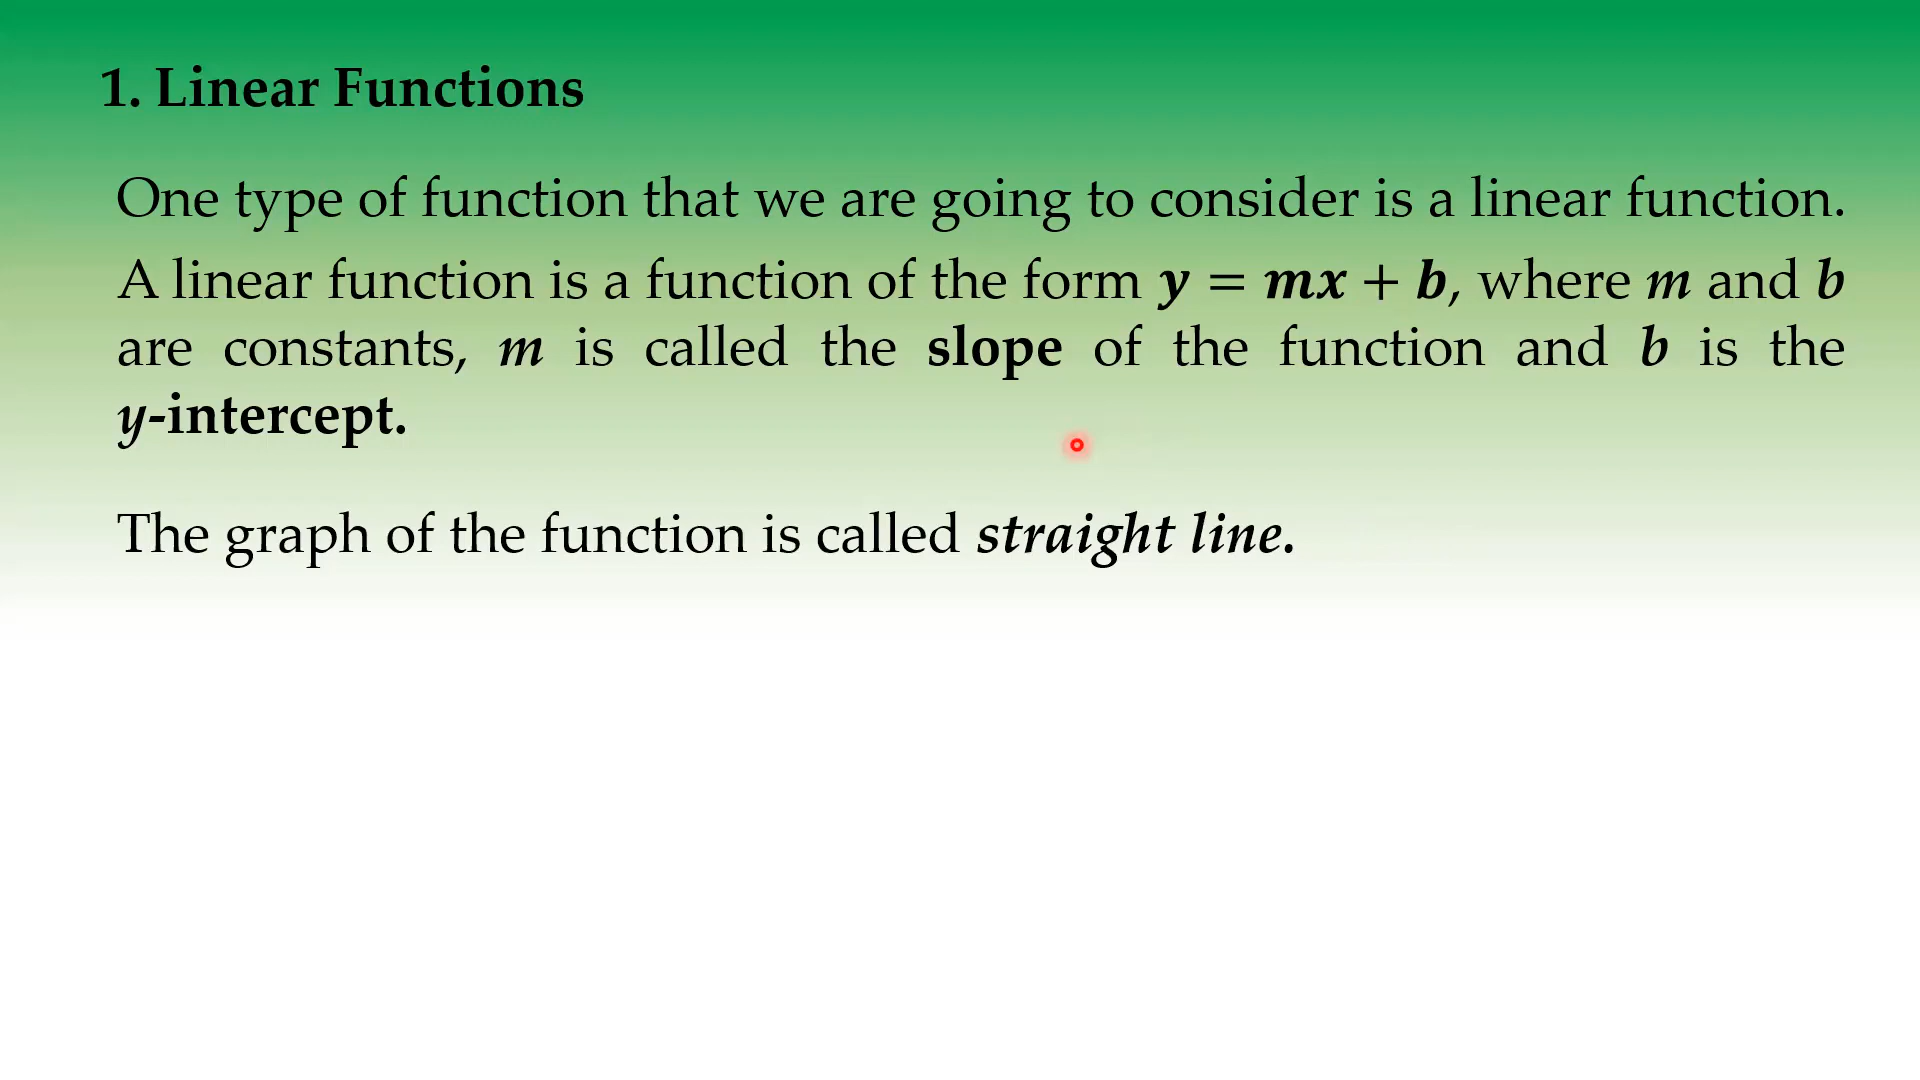 1. Linear Functions
One type of function that we are going to consider is a linear function.
A linear function is a function of the form y = mx + b, where m and b
are constants, m is called the slope of the function and b is the
y-intercept.
The graph of the function is called straight line.